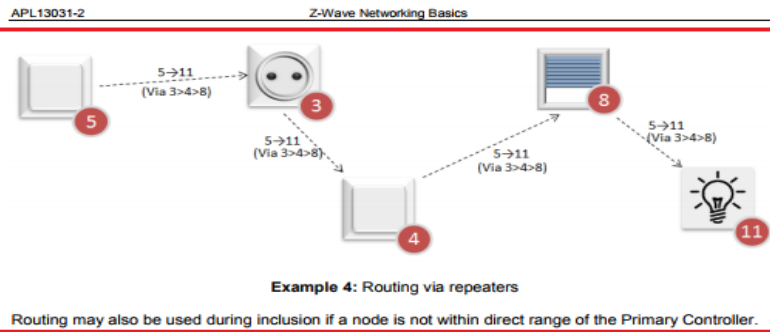 APL13031-2 Z-Wave Networking Basics
5→11
(Via 3>4>8)
5
3
5→11
(Via 3>4>8)
4
5→11
(Via 3>4>8)
8
5→11
(Via 3>4>8)
11
Example 4: Routing via repeaters
Routing may also be used during inclusion if a node is not within direct range of the Primary Controller.